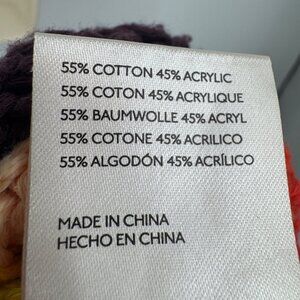 55% COTTON 45% ACRYLIC
55% COTON 45% ACRYLIQUE
55% BAUMWOLLE 45% ACRYL
55% COTONE 45% ACRILICO
55% ALGODÓN 45% ACRÍLICO
MADE IN CHINA
HECHO EN CHINA